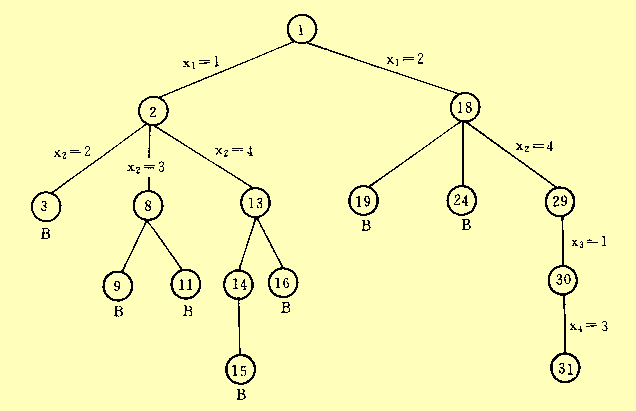 1
x₁=1
x₁=2
2
18
x₂=2
x₂=3
x₂=4
x₂=4
3
8
13
19
24
29
B
B
B
x₃=1
9
11
14
16
30
B
B
B
x₄=3
15
31
B